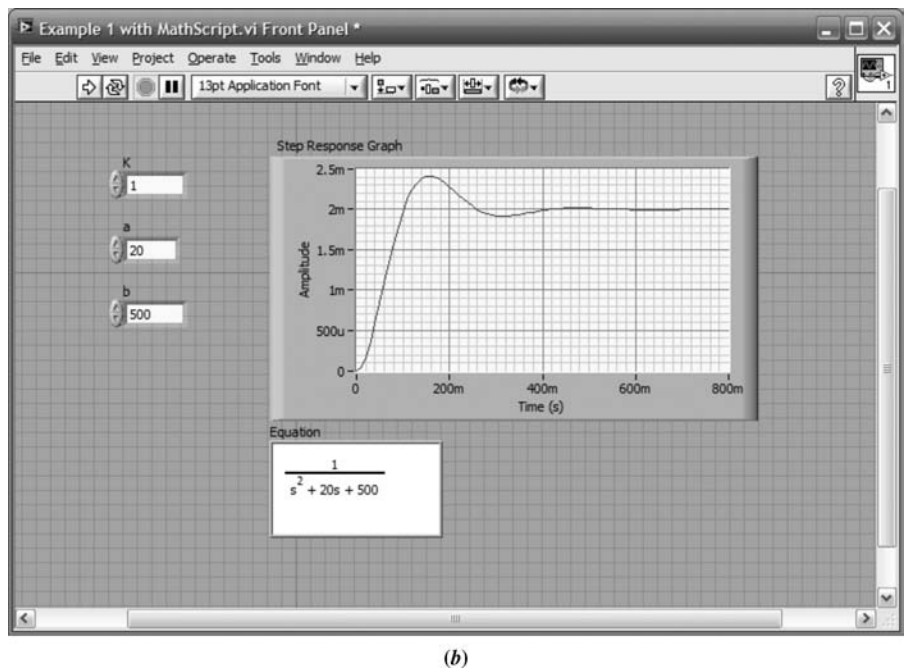 Example 1 with MathScript.vi Front Panel *
File Edit View Project Operate Tools Window Help
13pt Application Font
1
K
1
a
20
b
500
Step Response Graph
Amplitude
2.5m
2m
1.5m
1m
500u
0
0 200m 400m 600m 800m
Time (s)
Equation
1
s² + 20s + 500
(b)